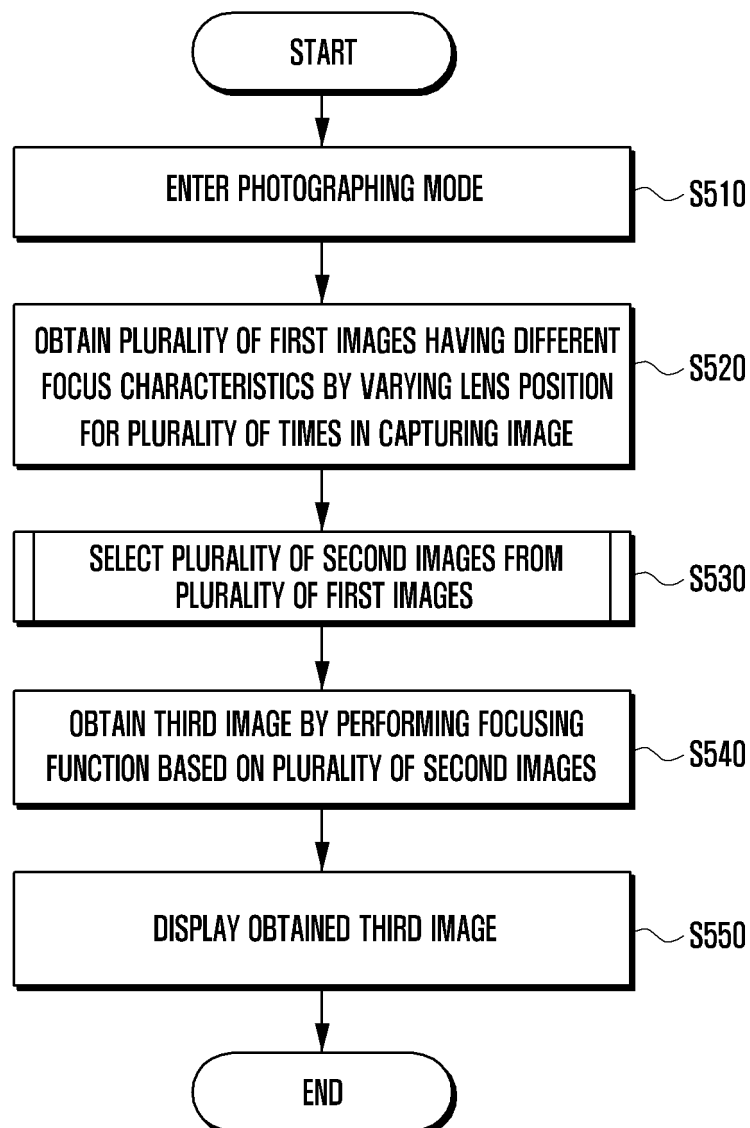 START
ENTER PHOTOGRAPHING MODE
S510
OBTAIN PLURALITY OF FIRST IMAGES HAVING DIFFERENT
FOCUS CHARACTERISTICS BY VARYING LENS POSITION
FOR PLURALITY OF TIMES IN CAPTURING IMAGE
S520
SELECT PLURALITY OF SECOND IMAGES FROM
PLURALITY OF FIRST IMAGES
S530
OBTAIN THIRD IMAGE BY PERFORMING FOCUSING
FUNCTION BASED ON PLURALITY OF SECOND IMAGES
S540
DISPLAY OBTAINED THIRD IMAGE
S550
END